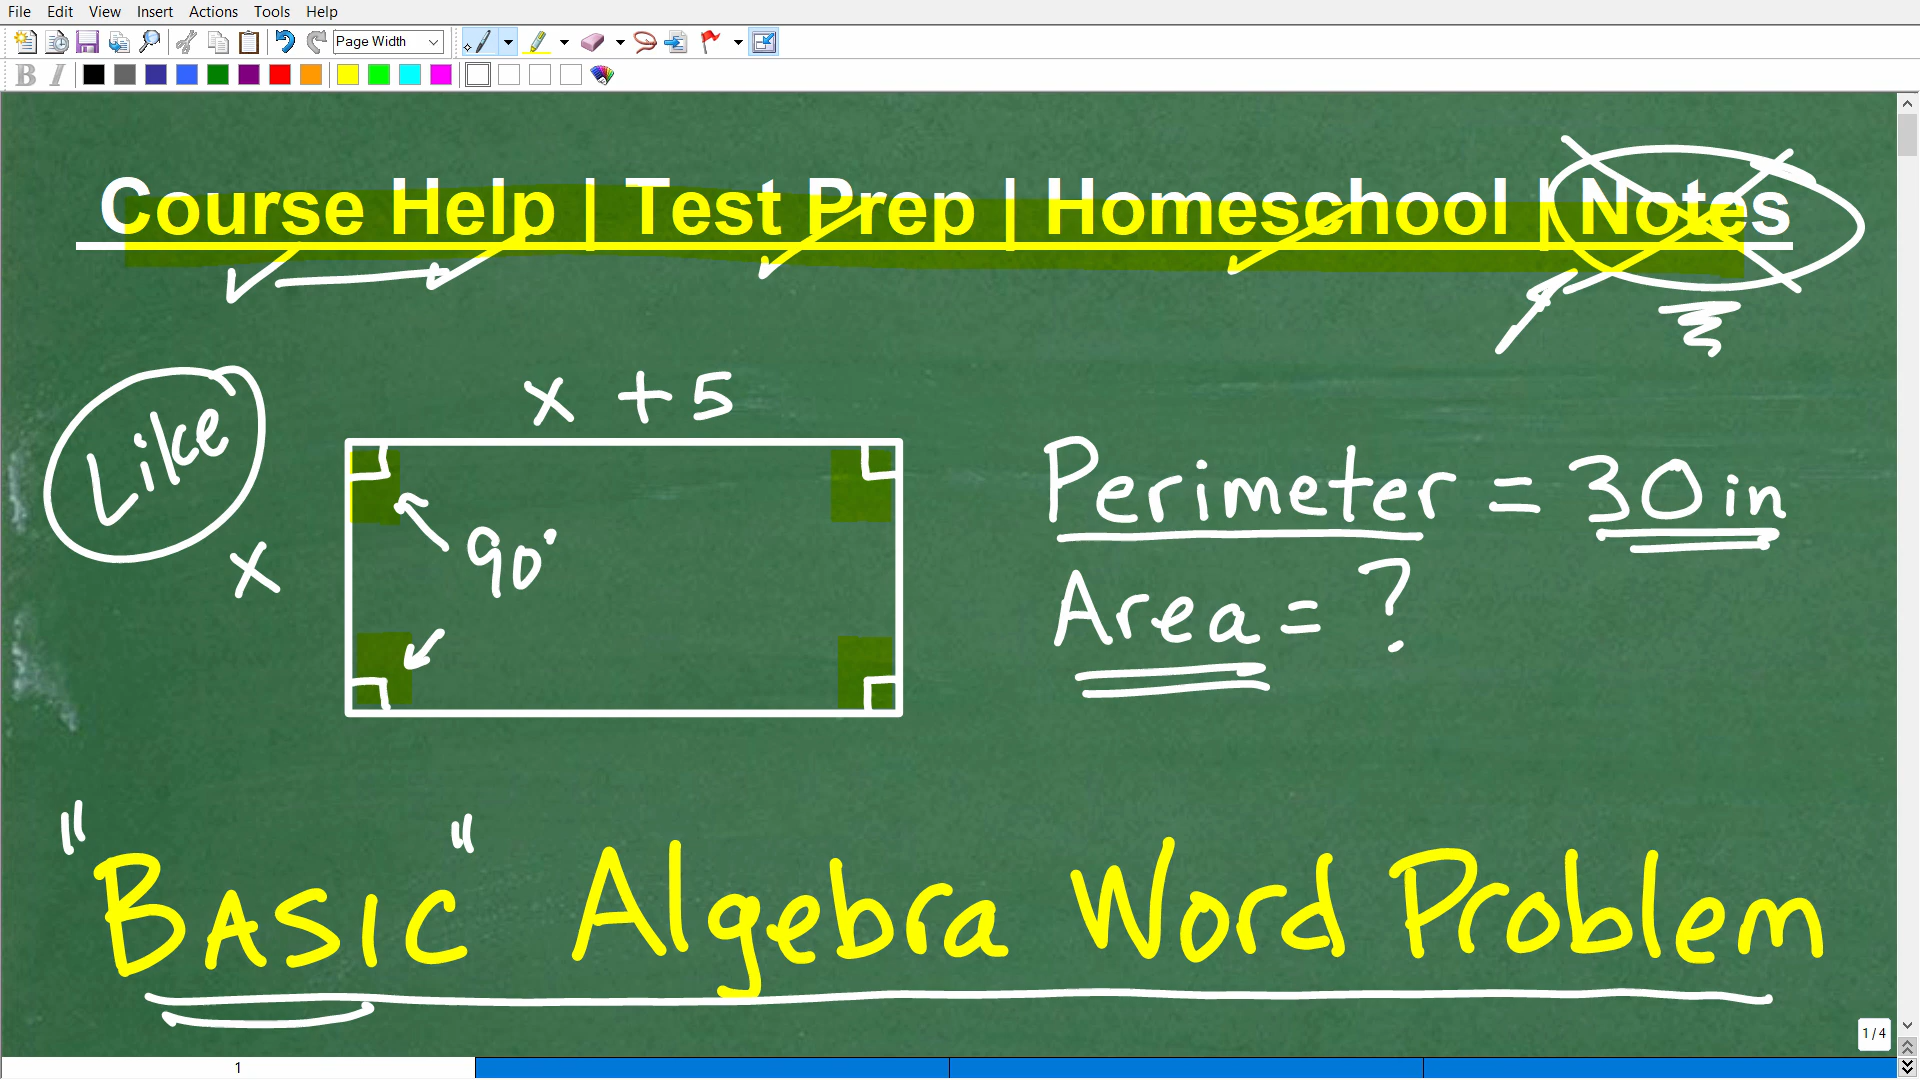 File Edit View Insert Actions Tools Help
Page Width
B I
Course Help | Test Prep | Homeschool | Notes
Like
x + 5
x
90°
Perimeter = 30 in
Area = ?
"BASIC" Algebra Word Problem
1 / 4
1